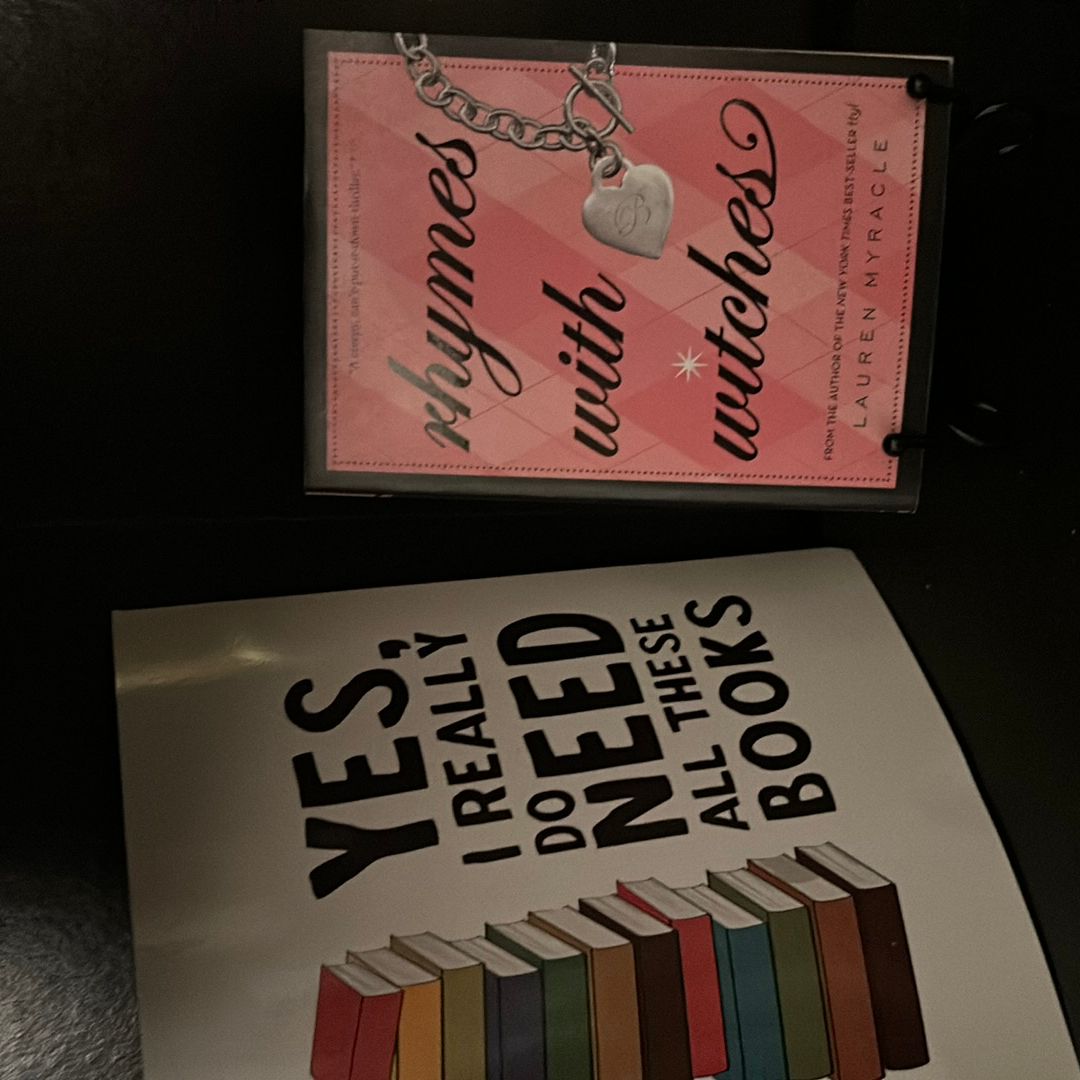 "A creepy, can't-put-it-down thriller."
rhymes
with
witches
FROM THE AUTHOR OF THE NEW YORK TIMES BEST-SELLER ttyl
LAUREN MYRACLE
B
YES,
I REALLY
DO
NEED
ALL THESE
BOOKS